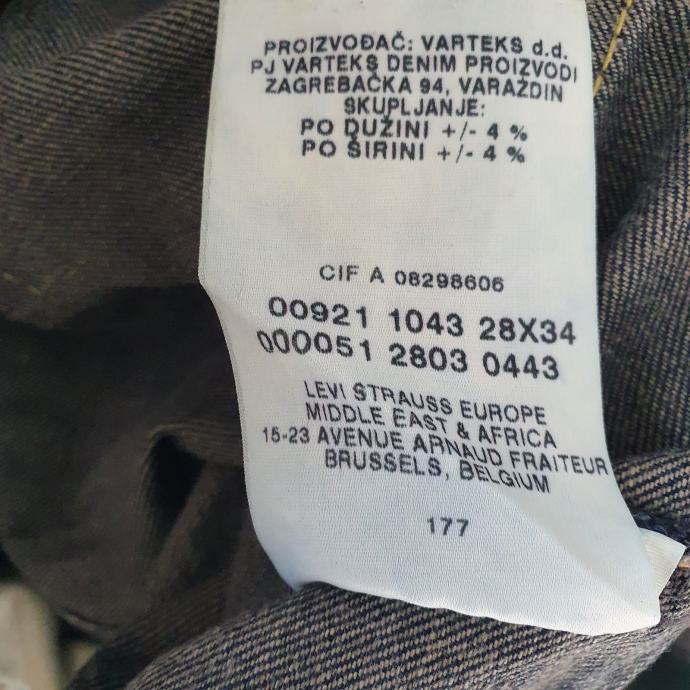 PROIZVOĐAČ: VARTEKS d.d.
PJ VARTEKS DENIM PROIZVODI
ZAGREBAČKA 94, VARAŽDIN
SKUPLJANJE:
PO DUŽINI +/- 4 %
PO ŠIRINI +/- 4 %
CIF A 08298606
00921 1043 28X34
000051 2803 0443
LEVI STRAUSS EUROPE
MIDDLE EAST & AFRICA
15-23 AVENUE ARNAUD FRAITEUR
BRUSSELS, BELGIUM
177